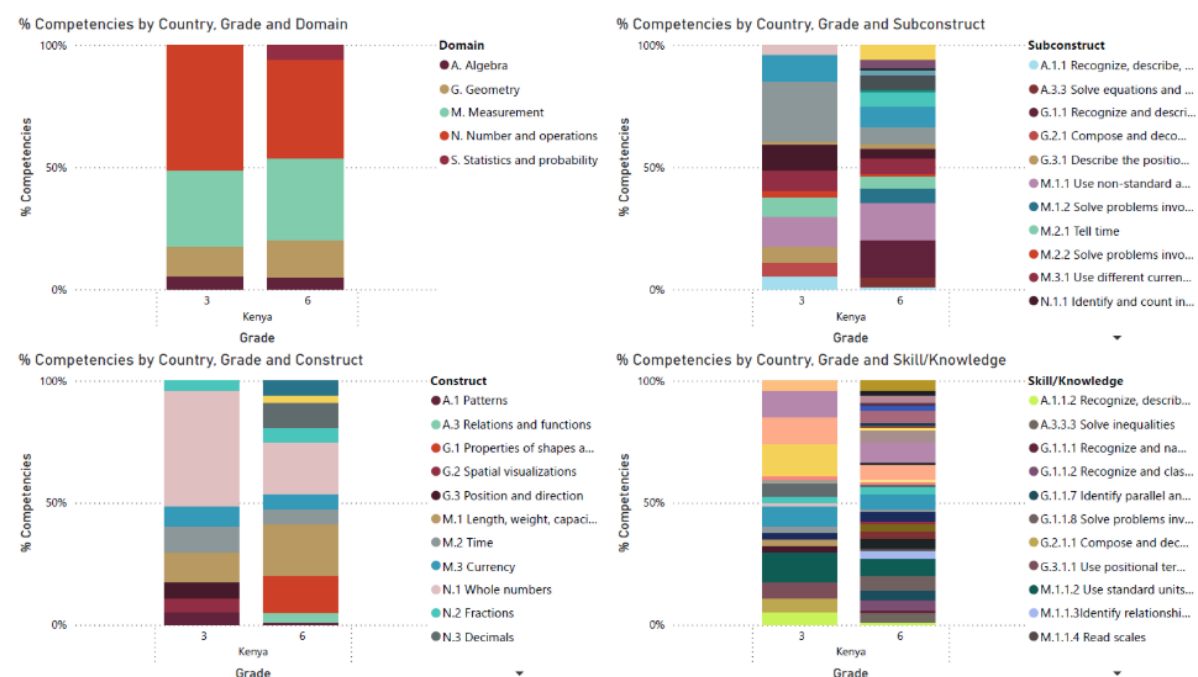 % Competencies by Country, Grade and Domain
100%
50%
0%
% Competencies
3
6
Kenya
Grade
Domain
A. Algebra
G. Geometry
M. Measurement
N. Number and operations
S. Statistics and probability
% Competencies by Country, Grade and Subconstruct
100%
50%
0%
% Competencies
3
6
Kenya
Grade
Subconstruct
A.1.1 Recognize, describe, ...
A.3.3 Solve equations and ...
G.1.1 Recognize and descri...
G.2.1 Compose and deco...
G.3.1 Describe the positio...
M.1.1 Use non-standard a...
M.1.2 Solve problems invo...
M.2.1 Tell time
M.2.2 Solve problems invo...
M.3.1 Use different curren...
N.1.1 Identify and count in...
% Competencies by Country, Grade and Construct
100%
50%
0%
% Competencies
3
6
Kenya
Grade
Construct
A.1 Patterns
A.3 Relations and functions
G.1 Properties of shapes a...
G.2 Spatial visualizations
G.3 Position and direction
M.1 Length, weight, capaci...
M.2 Time
M.3 Currency
N.1 Whole numbers
N.2 Fractions
N.3 Decimals
% Competencies by Country, Grade and Skill/Knowledge
100%
50%
0%
% Competencies
3
6
Kenya
Grade
Skill/Knowledge
A.1.1.2 Recognize, describ...
A.3.3.3 Solve inequalities
G.1.1.1 Recognize and na...
G.1.1.2 Recognize and clas...
G.1.1.7 Identify parallel an...
G.1.1.8 Solve problems inv...
G.2.1.1 Compose and dec...
G.3.1.1 Use positional ter...
M.1.1.2 Use standard units...
M.1.1.3Identify relationshi...
M.1.1.4 Read scales